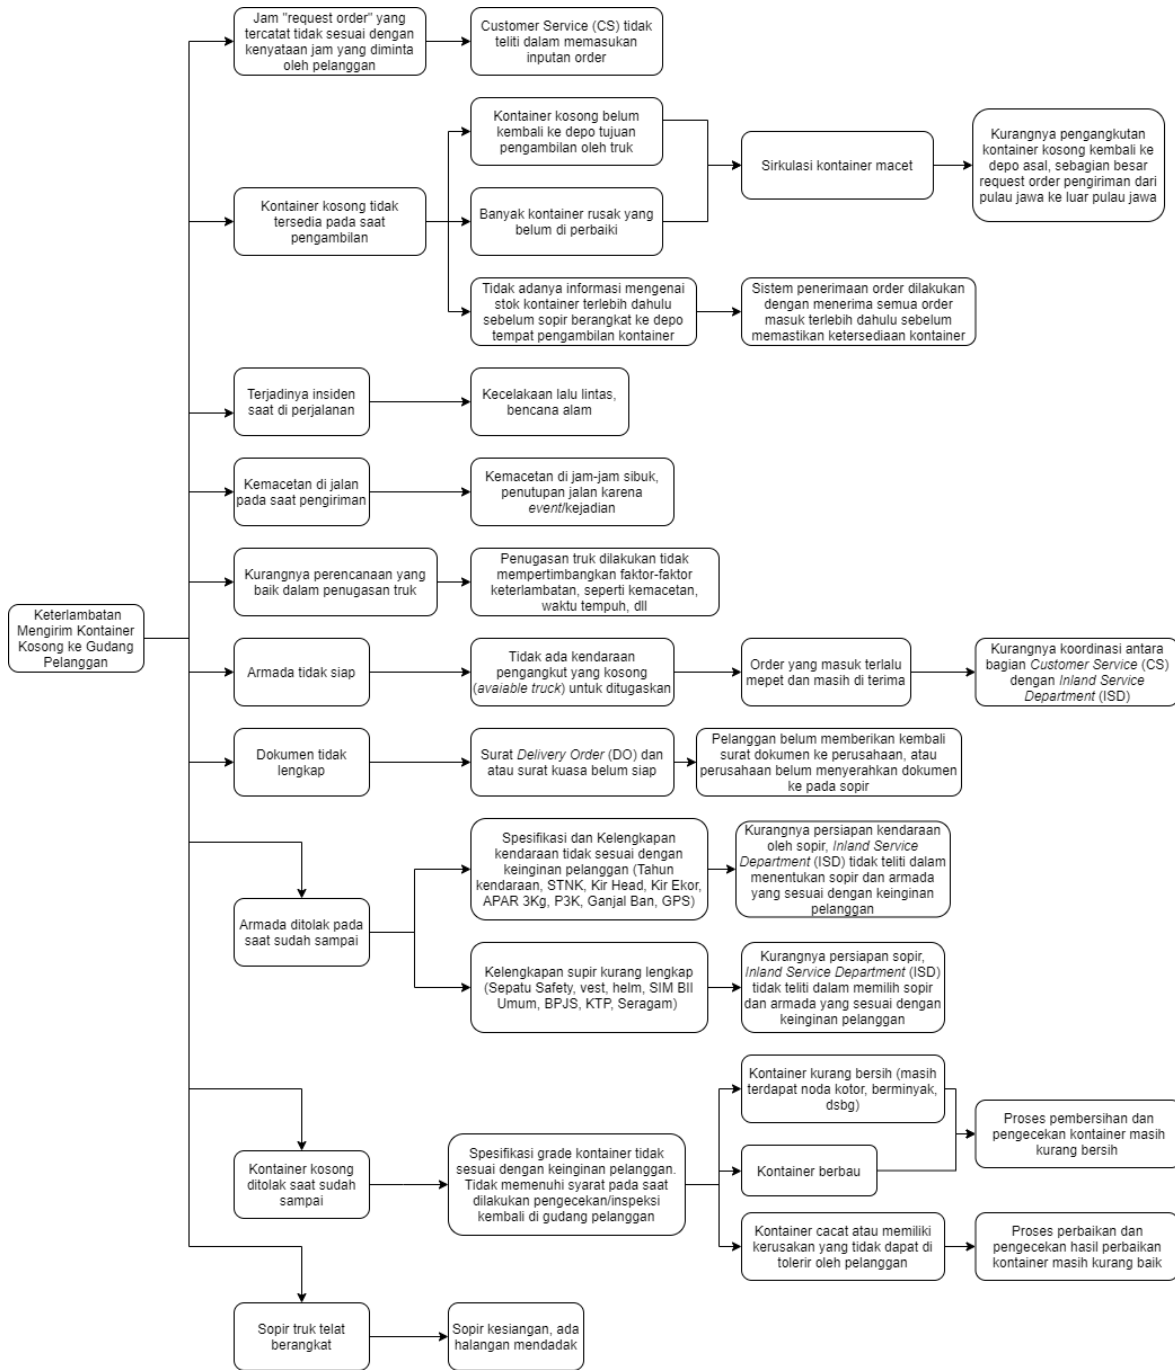 Jam "request order" yang
tercatat tidak sesuai dengan
kenyataan jam yang diminta
oleh pelanggan
Customer Service (CS) tidak
teliti dalam memasukan
inputan order
Kontainer kosong belum
kembali ke depo tujuan
pengambilan oleh truk
Sirkulasi kontainer macet
Kurangnya pengangkutan
kontainer kosong kembali ke
depo asal, sebagian besar
request order pengiriman dari
pulau jawa ke luar pulau jawa
Kontainer kosong tidak
tersedia pada saat
pengambilan
Banyak kontainer rusak yang
belum di perbaiki
Tidak adanya informasi mengenai
stok kontainer terlebih dahulu
sebelum sopir berangkat ke depo
tempat pengambilan kontainer
Sistem penerimaan order dilakukan
dengan menerima semua order
masuk terlebih dahulu sebelum
memastikan ketersediaan kontainer
Terjadinya insiden
saat di perjalanan
Kecelakaan lalu lintas,
bencana alam
Kemacetan di jalan
pada saat pengiriman
Kemacetan di jam-jam sibuk,
penutupan jalan karena
event/kejadian
Kurangnya perencanaan yang
baik dalam penugasan truk
Penugasan truk dilakukan tidak
mempertimbangkan faktor-faktor
keterlambatan, seperti kemacetan,
waktu tempuh, dll
Keterlambatan
Mengirim Kontainer
Kosong ke Gudang
Pelanggan
Armada tidak siap
Tidak ada kendaraan
pengangkut yang kosong
(avaiable truck) untuk ditugaskan
Order yang masuk terlalu
mepet dan masih di terima
Kurangnya koordinasi antara
bagian Customer Service (CS)
dengan Inland Service
Department (ISD)
Dokumen tidak
lengkap
Surat Delivery Order (DO) dan
atau surat kuasa belum siap
Pelanggan belum memberikan kembali
surat dokumen ke perusahaan, atau
perusahaan belum menyerahkan dokumen
ke pada sopir
Armada ditolak pada
saat sudah sampai
Spesifikasi dan Kelengkapan
kendaraan tidak sesuai dengan
keinginan pelanggan (Tahun
kendaraan, STNK, Kir Head, Kir Ekor,
APAR 3Kg, P3K, Ganjal Ban, GPS)
Kurangnya persiapan kendaraan
oleh sopir, Inland Service
Department (ISD) tidak teliti dalam
menentukan sopir dan armada
yang sesuai dengan keinginan
pelanggan
Kelengkapan supir kurang lengkap
(Sepatu Safety, vest, helm, SIM BII
Umum, BPJS, KTP, Seragam)
Kurangnya persiapan sopir,
Inland Service Department (ISD)
tidak teliti dalam memilih sopir
dan armada yang sesuai dengan
keinginan pelanggan
Kontainer kosong
ditolak saat sudah
sampai
Spesifikasi grade kontainer tidak
sesuai dengan keinginan pelanggan.
Tidak memenuhi syarat pada saat
dilakukan pengecekan/inspeksi
kembali di gudang pelanggan
Kontainer kurang bersih (masih
terdapat noda kotor, berminyak,
dsbg)
Kontainer berbau
Proses pembersihan dan
pengecekan kontainer masih
kurang bersih
Kontainer cacat atau memiliki
kerusakan yang tidak dapat di
tolerir oleh pelanggan
Proses perbaikan dan
pengecekan hasil perbaikan
kontainer masih kurang baik
Sopir truk telat
berangkat
Sopir kesiangan, ada
halangan mendadak